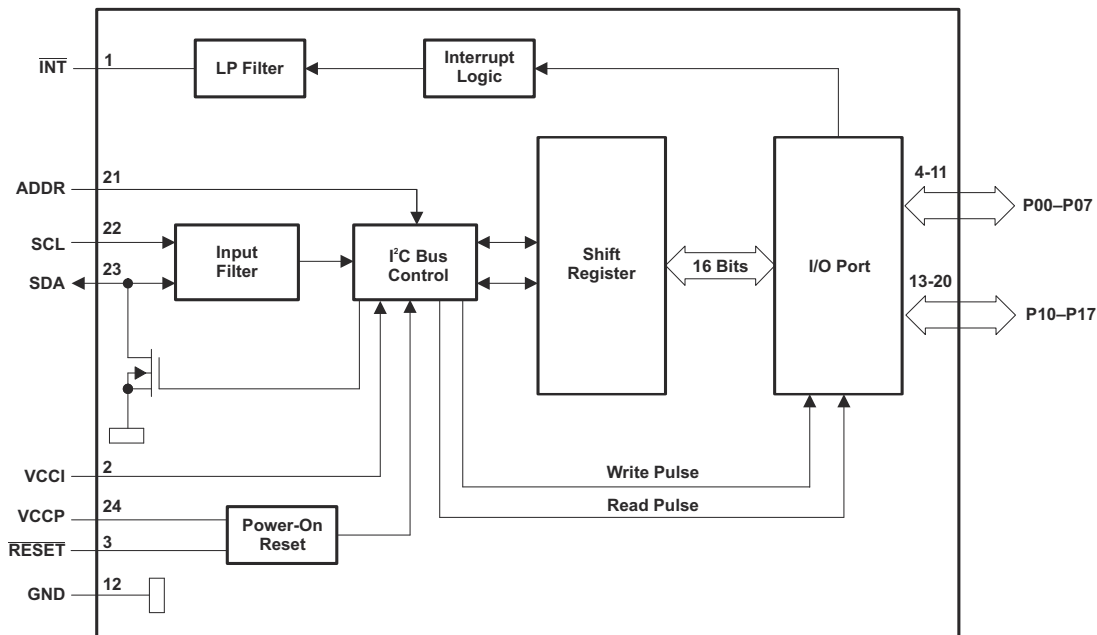 INT
1
LP Filter
Interrupt
Logic
ADDR
21
SCL
22
SDA
23
Input
Filter
I²C Bus
Control
Shift
Register
16 Bits
I/O Port
4-11
P00–P07
13-20
P10–P17
VCCI
2
Write Pulse
Read Pulse
VCCP
24
RESET
3
Power-On
Reset
GND
12